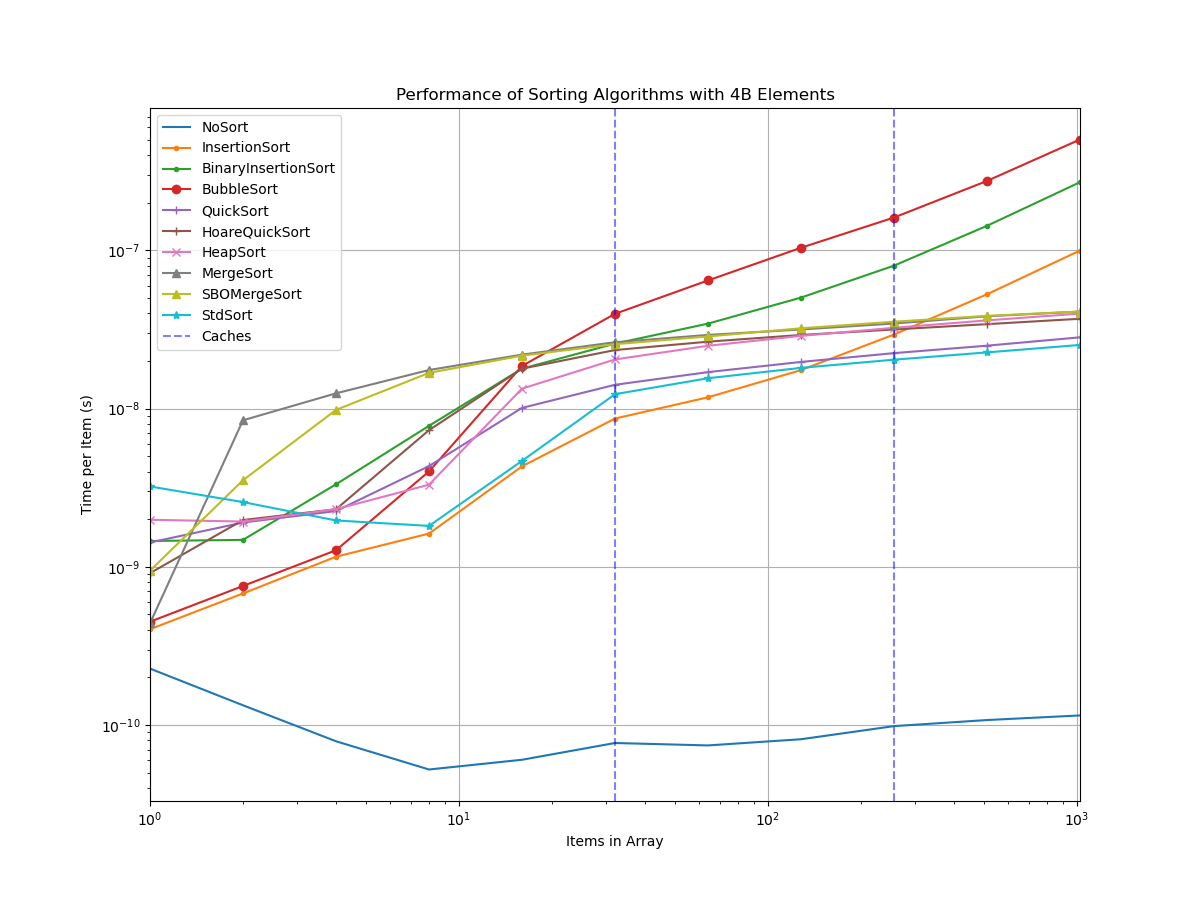 Performance of Sorting Algorithms with 4B Elements
NoSort
InsertionSort
BinaryInsertionSort
BubbleSort
QuickSort
HoareQuickSort
HeapSort
MergeSort
SBOMergeSort
StdSort
Caches
Time per Item (s)
10⁻⁷
10⁻⁸
10⁻⁹
10⁻¹⁰
10⁰ 10¹ 10² 10³
Items in Array